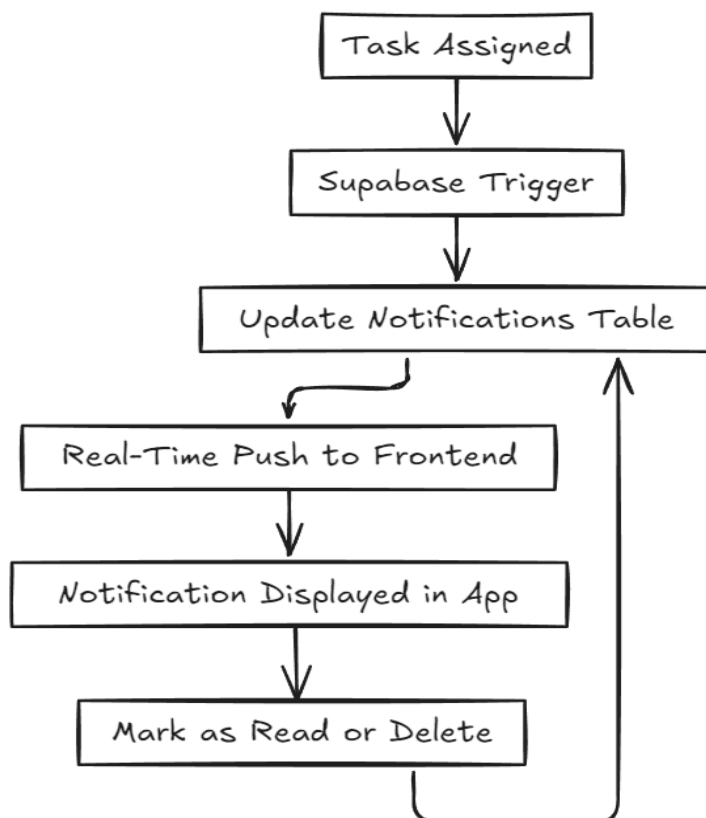 Task Assigned
Supabase Trigger
Update Notifications Table
Real-Time Push to Frontend
Notification Displayed in App
Mark as Read or Delete